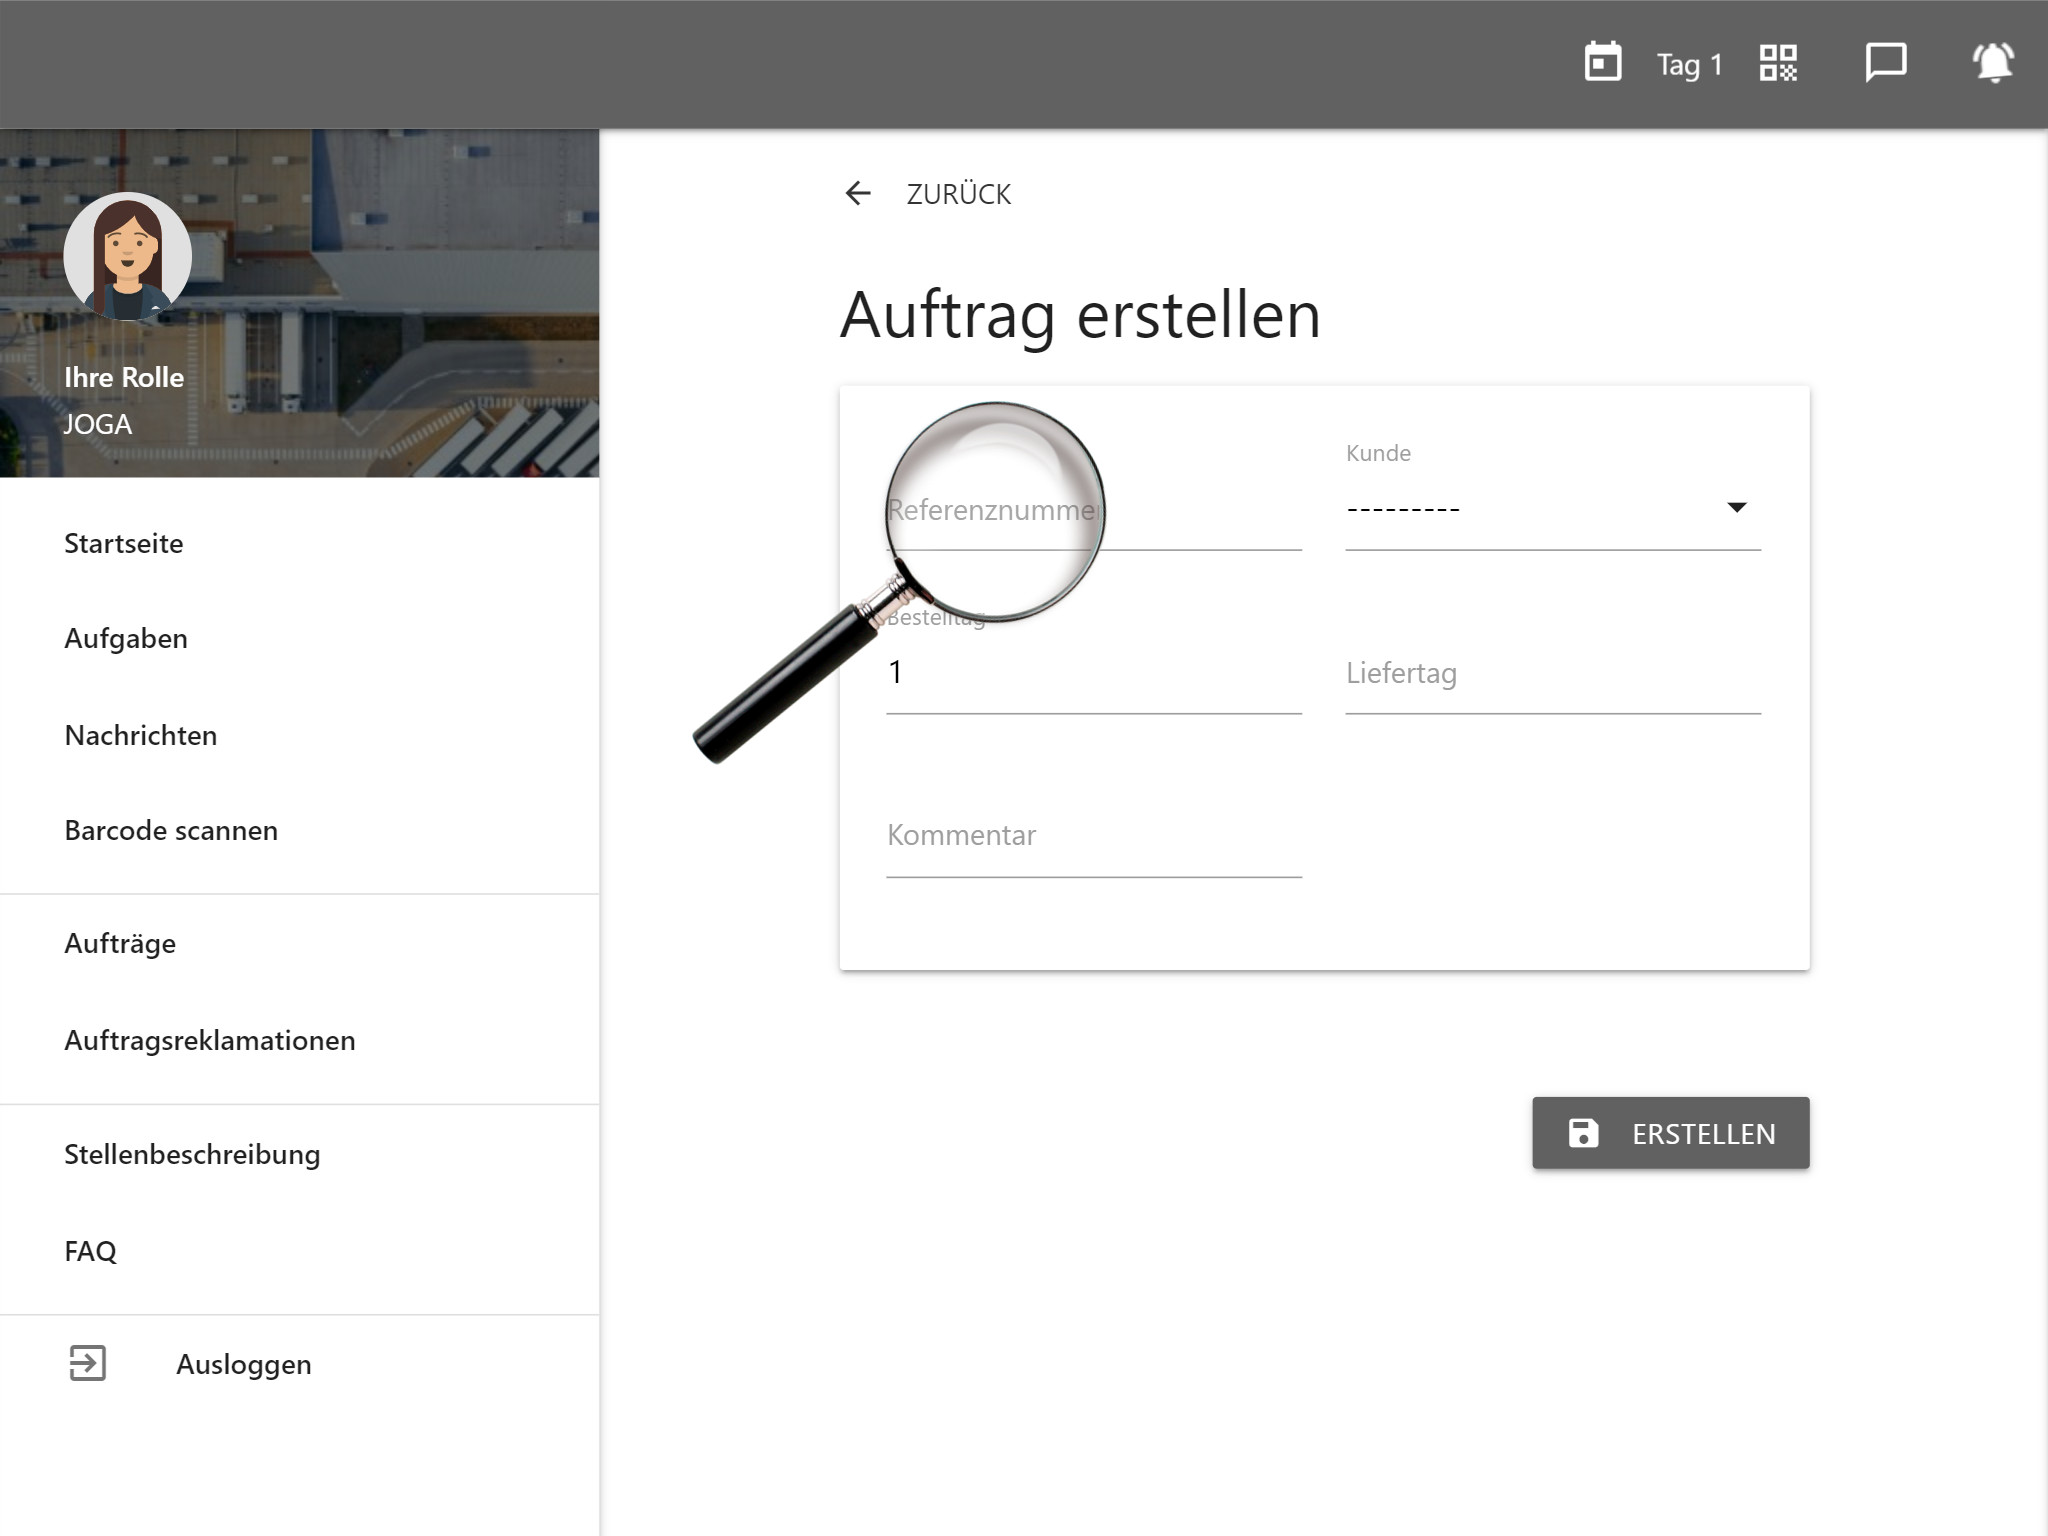 Tag 1
Ihre Rolle
JOGA
Startseite
Aufgaben
Nachrichten
Barcode scannen
Aufträge
Auftragsreklamationen
Stellenbeschreibung
FAQ
Ausloggen
ZURÜCK
Auftrag erstellen
Referenznummer
Kunde
---------
Bestelltag
1
Liefertag
Kommentar
ERSTELLEN